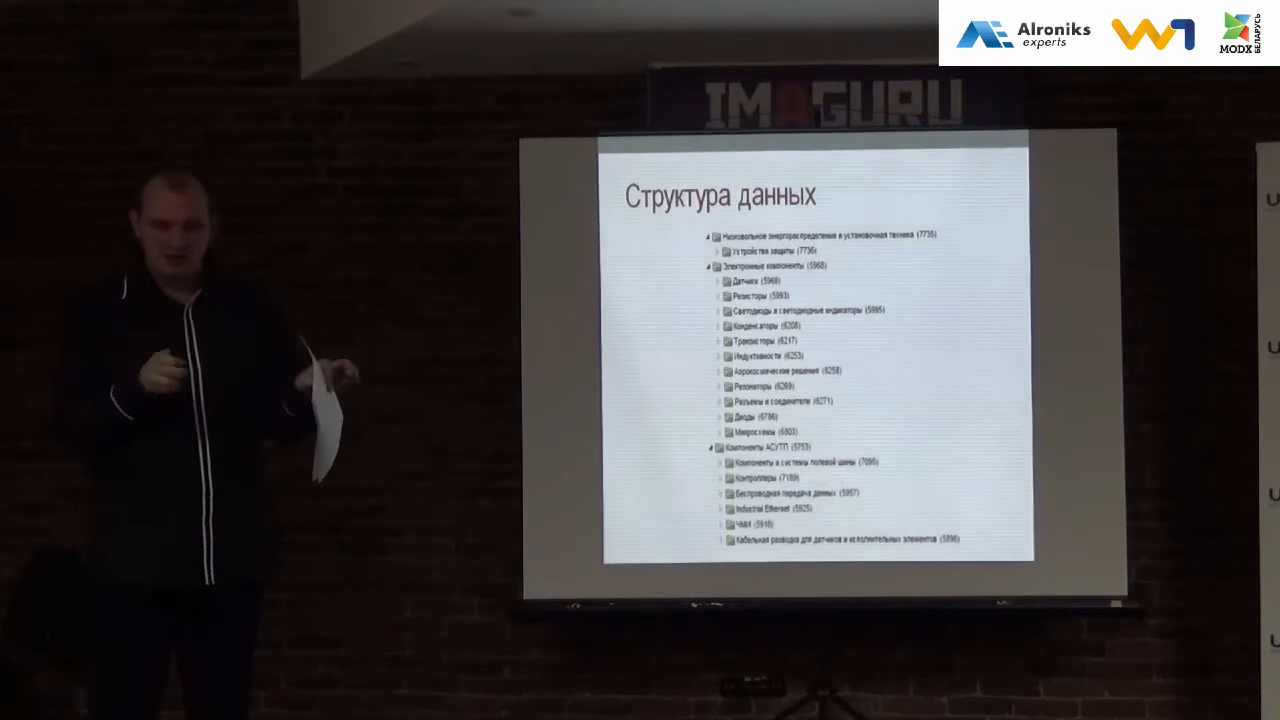 Alroniks
experts
MODX
БЕЛАРУСЬ
IMAGURU
Структура данных
Низковольное энергораспределение и установочная техника (7735)
Устройства защиты (7736)
Электронные компоненты (5968)
Датчики (5969)
Резисторы (5993)
Светодиоды и светодиодные индикаторы (5995)
Конденсаторы (6208)
Транзисторы (6217)
Индуктивности (6253)
Аэрокосмические решения (6258)
Резонаторы (6269)
Разъемы и соединители (6271)
Диоды (6786)
Микросхемы (6803)
Компоненты АСУТП (5753)
Компоненты и системы полевой шины (7095)
Контроллеры (7189)
Беспроводная передача данных (5957)
Industrial Ethernet (5925)
ЧМИ (5918)
Кабельная разводка для датчиков и исполнительных элементов (5896)